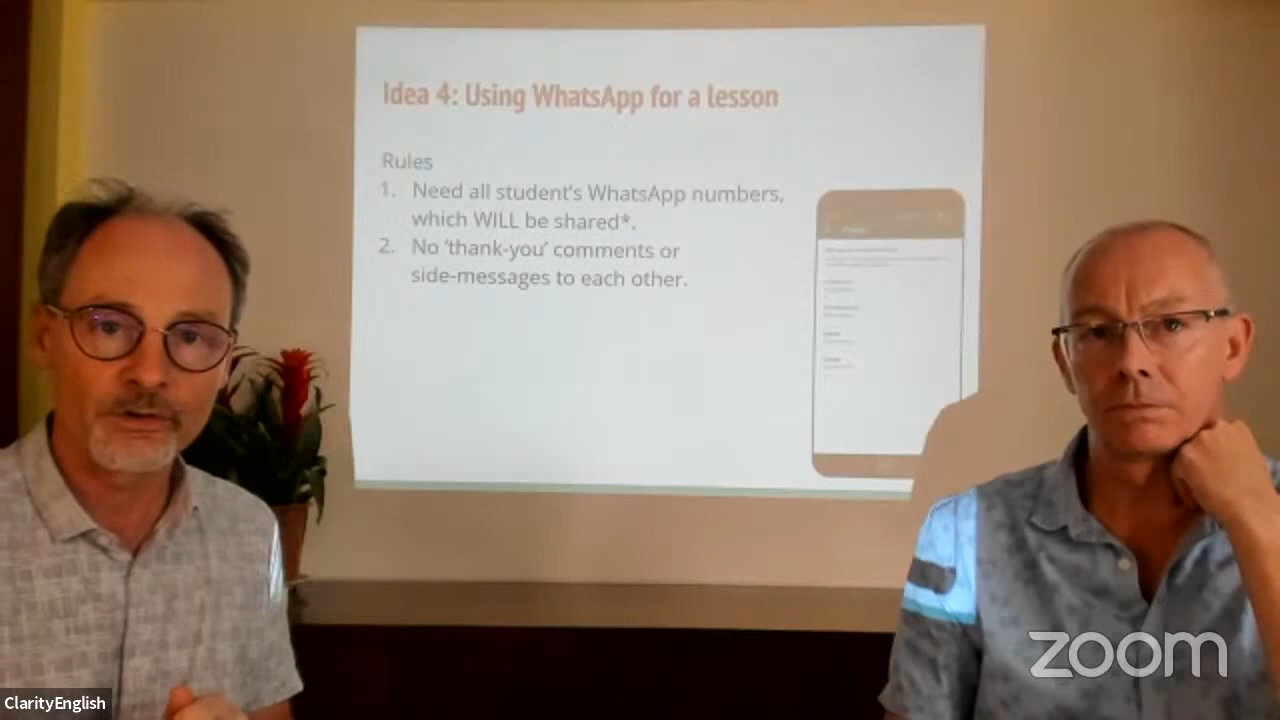 Idea 4: Using WhatsApp for a lesson
Rules
1. Need all student's WhatsApp numbers,
which WILL be shared*.
2. No ‘thank-you’ comments or
side-messages to each other.
zoom
ClarityEnglish